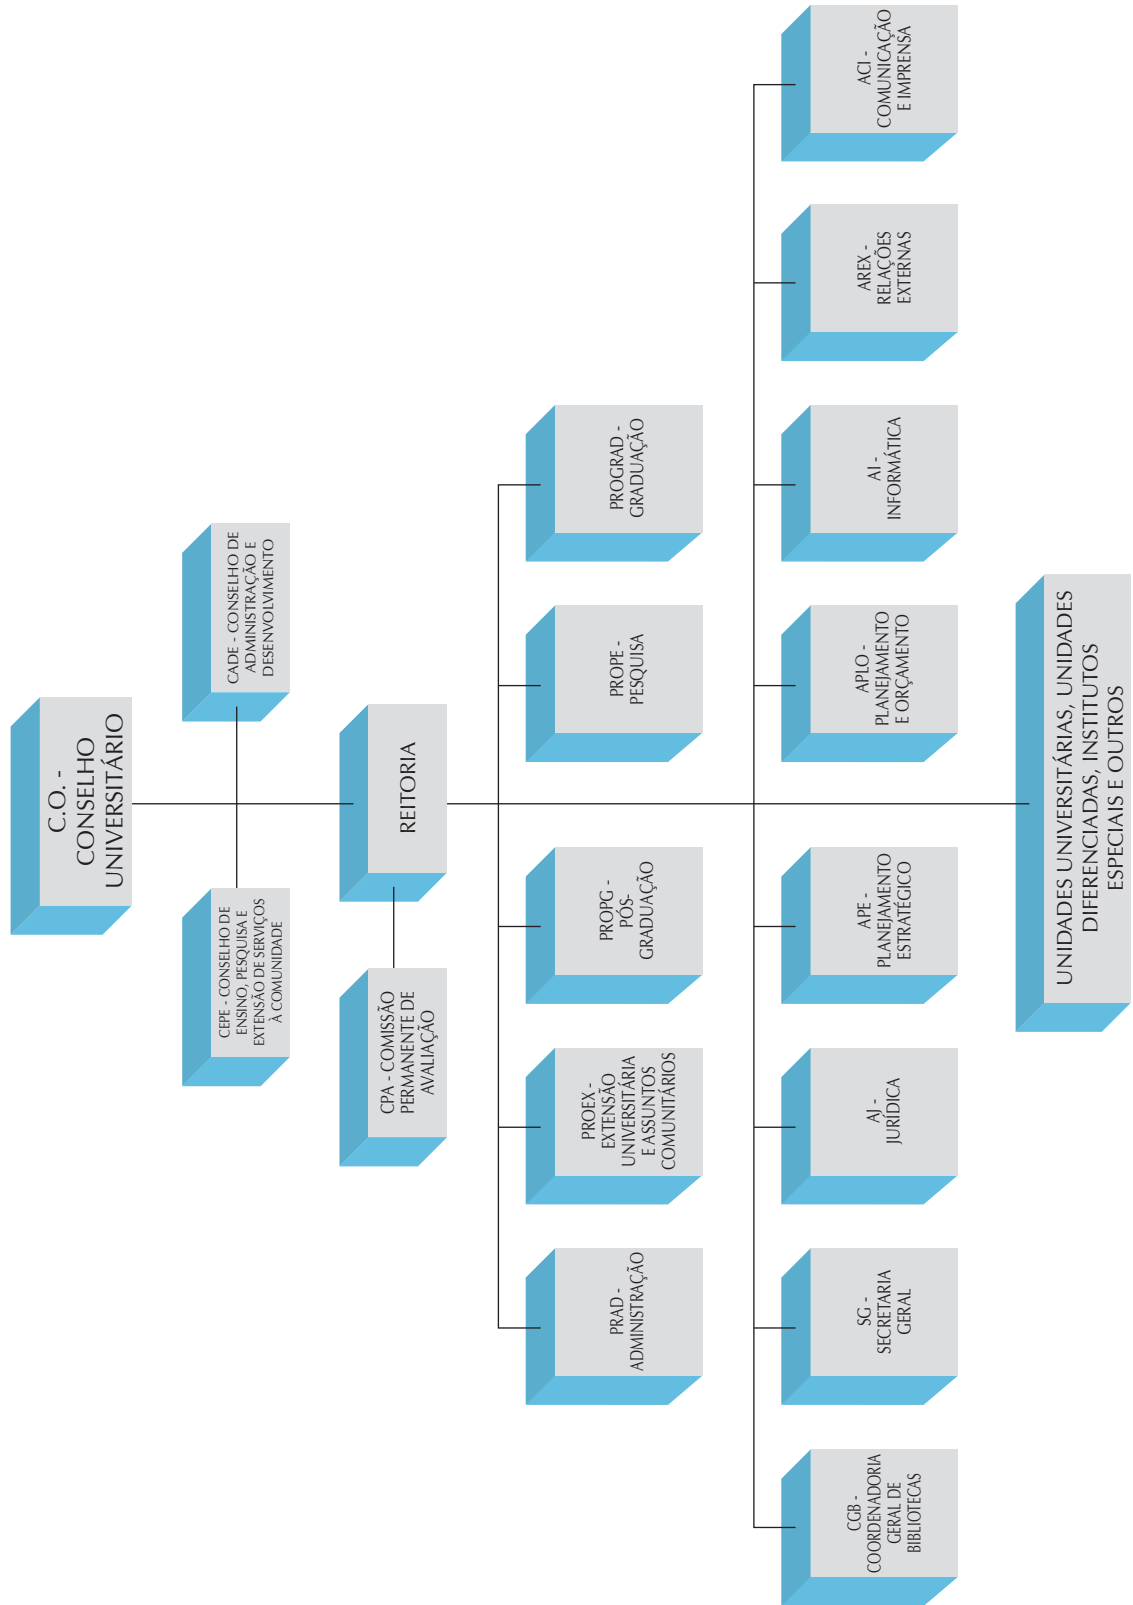 C.O. -
CONSELHO
UNIVERSITÁRIO
CEPE - CONSELHO DE
ENSINO, PESQUISA E
EXTENSÃO DE SERVIÇOS
À COMUNIDADE
CADE - CONSELHO DE
ADMINISTRAÇÃO E
DESENVOLVIMENTO
CPA - COMISSÃO
PERMANENTE DE
AVALIAÇÃO
REITORIA
PRAD -
ADMINISTRAÇÃO
PROEX -
EXTENSÃO
UNIVERSITÁRIA
E ASSUNTOS
COMUNITÁRIOS
PROPG -
PÓS-
GRADUAÇÃO
PROPE -
PESQUISA
PROGRAD -
GRADUAÇÃO
CGB -
COORDENADORIA
GERAL DE
BIBLIOTECAS
SG -
SECRETARIA
GERAL
AJ -
JURÍDICA
APE -
PLANEJAMENTO
ESTRATÉGICO
APLO -
PLANEJAMENTO
E ORÇAMENTO
AI -
INFORMÁTICA
AREX -
RELAÇÕES
EXTERNAS
ACI -
COMUNICAÇÃO
E IMPRENSA
UNIDADES UNIVERSITÁRIAS, UNIDADES
DIFERENCIADAS, INSTITUTOS
ESPECIAIS E OUTROS